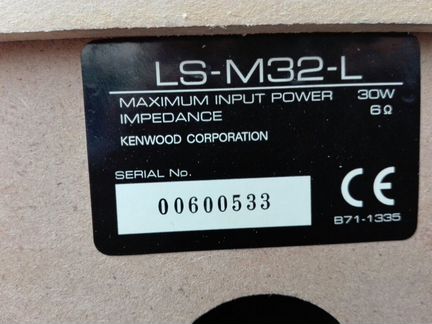 LS-M32-L
MAXIMUM INPUT POWER 30W
IMPEDANCE 6Ω
KENWOOD CORPORATION
SERIAL No.
00600533
CE
B71-1335